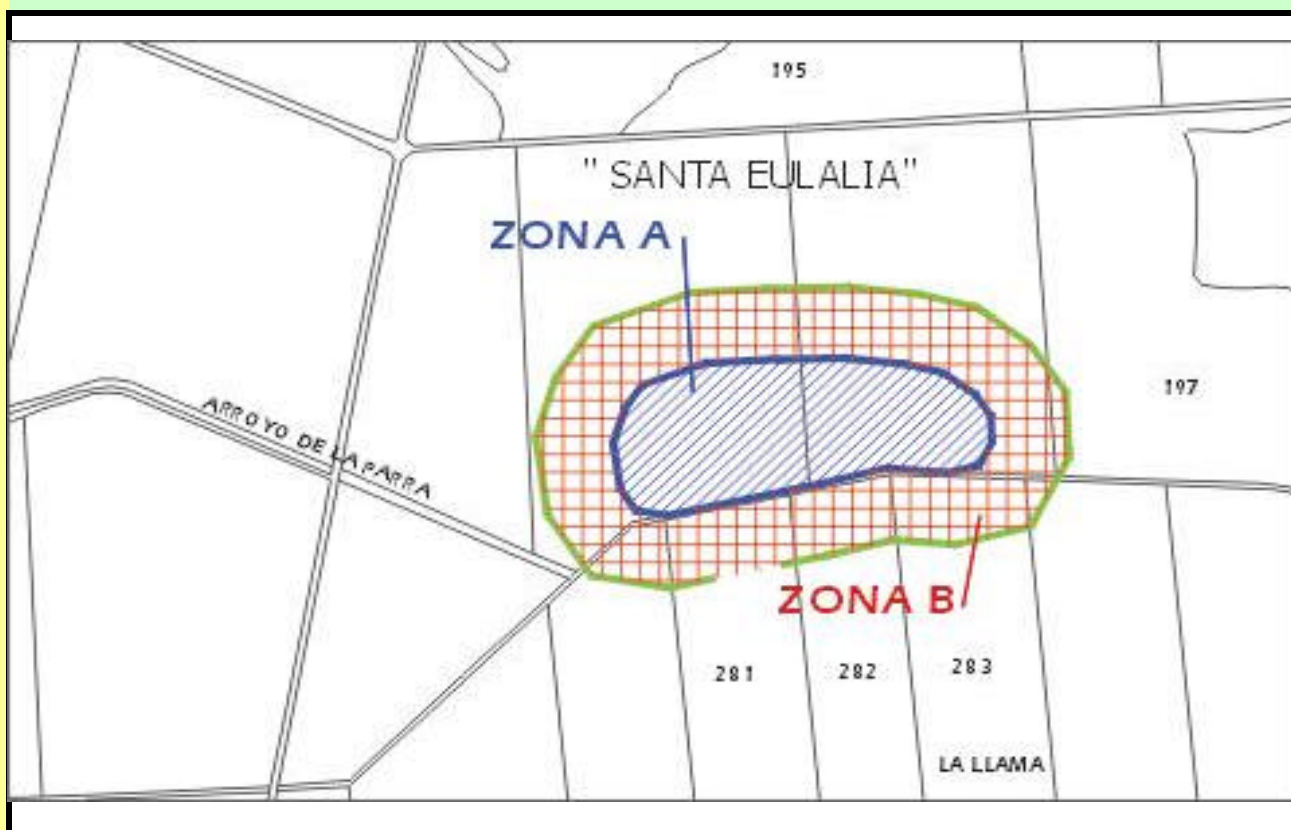 195
" SANTA EULALIA"
ZONA A
197
ARROYO DE LA PARRA
ZONA B
281
282
283
LA LLAMA